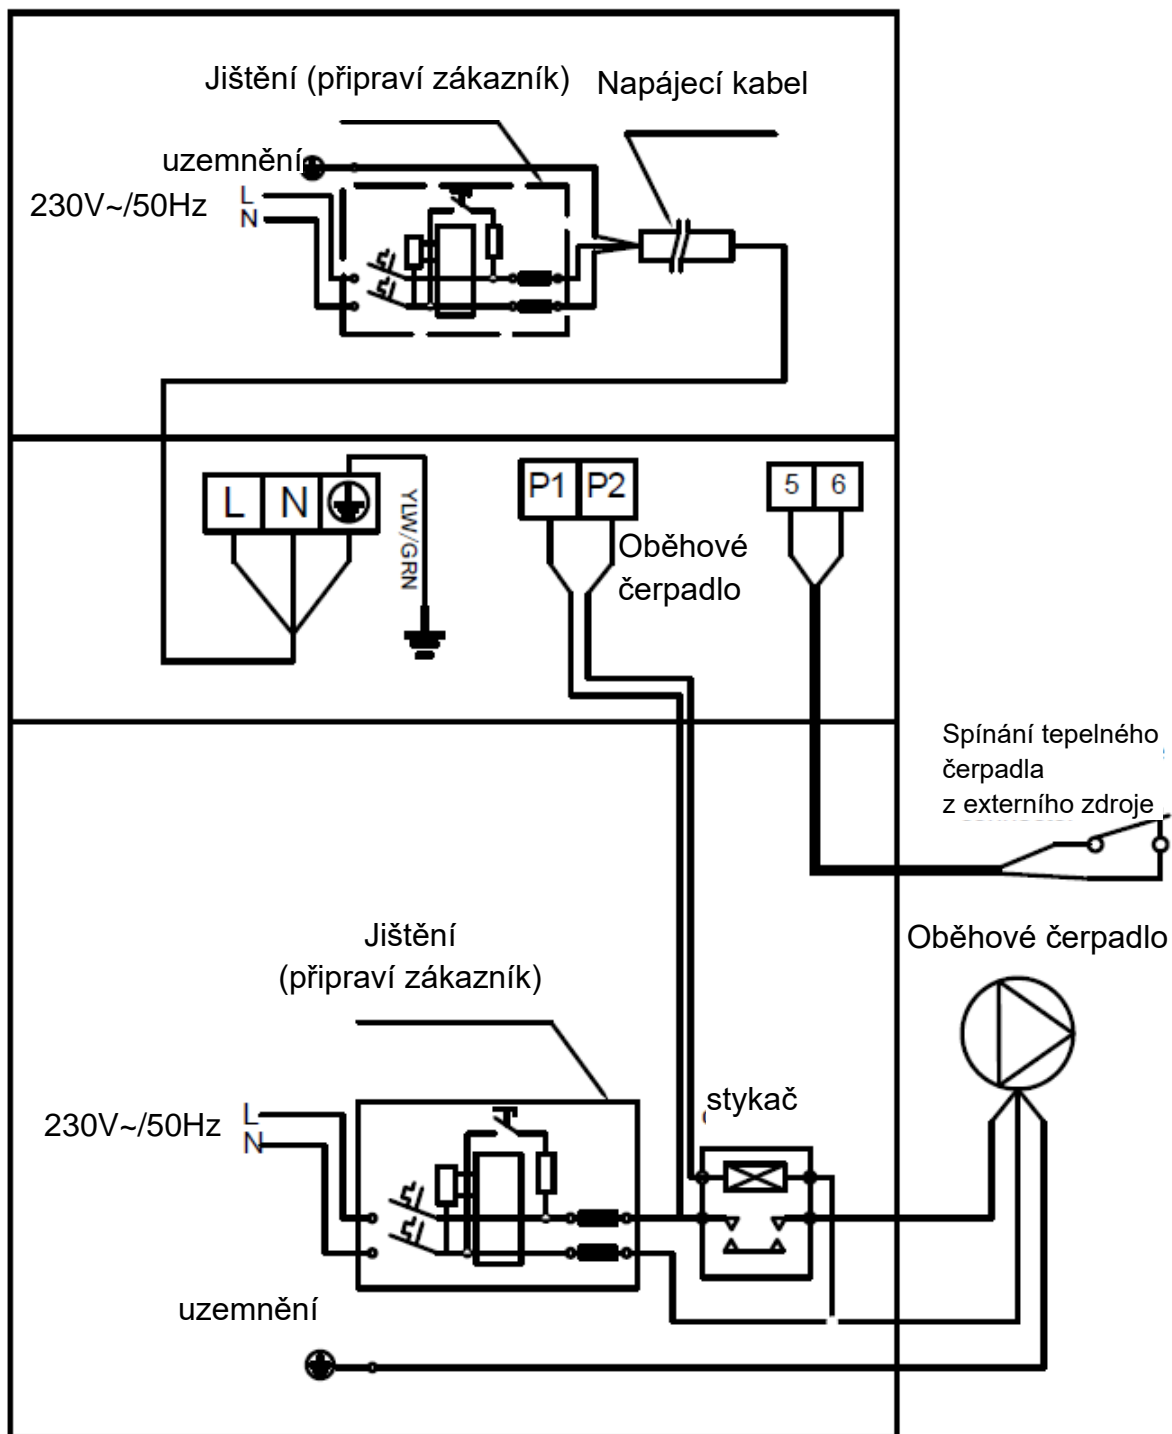 Jištění (připraví zákazník)
Napájecí kabel
uzemnění
230V~/50Hz
L
N
L
N
YLW/GRN
P1
P2
Oběhové
čerpadlo
5
6
Spínání tepelného
čerpadla
z externího zdroje
Jištění
(připraví zákazník)
Oběhové čerpadlo
230V~/50Hz
L
N
stykač
uzemnění